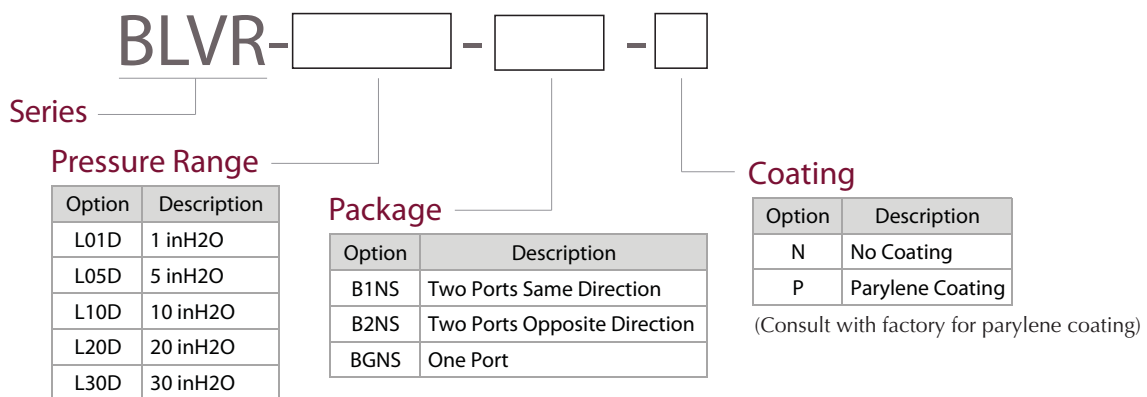 BLVR- - -
Series
Pressure Range
Option Description
L01D 1 inH2O
L05D 5 inH2O
L10D 10 inH2O
L20D 20 inH2O
L30D 30 inH2O
Package
Option Description
B1NS Two Ports Same Direction
B2NS Two Ports Opposite Direction
BGNS One Port
Coating
Option Description
N No Coating
P Parylene Coating
(Consult with factory for parylene coating)